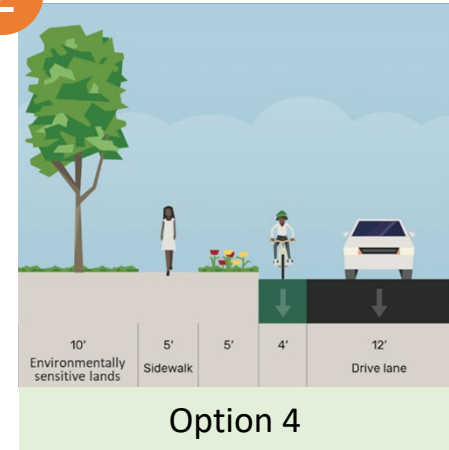 10'
Environmentally
sensitive lands
5'
Sidewalk
5'
4'
12'
Drive lane
Option 4